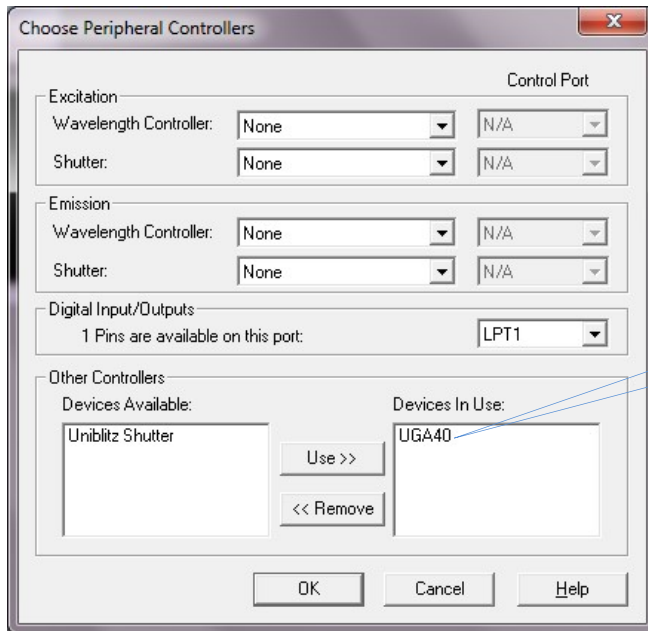 Choose Peripheral Controllers
Control Port
Excitation
Wavelength Controller: None N/A
Shutter: None N/A
Emission
Wavelength Controller: None N/A
Shutter: None N/A
Digital Input/Outputs
1 Pins are available on this port: LPT1
Other Controllers
Devices Available: Devices In Use:
Uniblitz Shutter UGA40
Use >>
<< Remove
OK Cancel Help